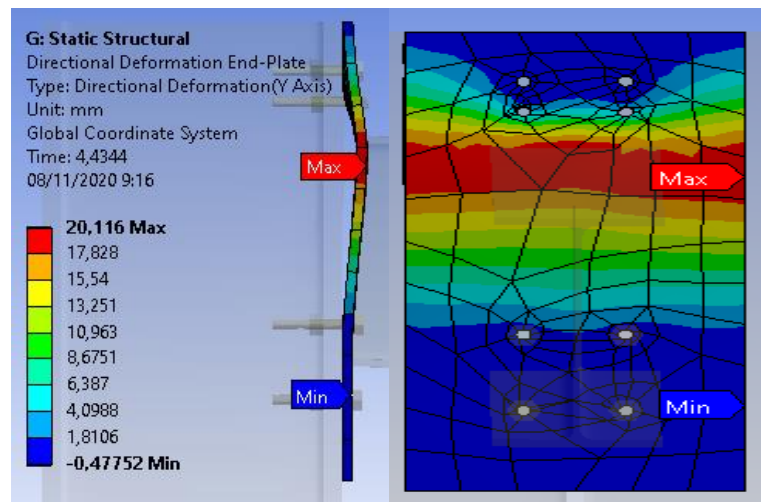 G: Static Structural
Directional Deformation End-Plate
Type: Directional Deformation(Y Axis)
Unit: mm
Global Coordinate System
Time: 4,4344
08/11/2020 9:16
20,116 Max
17,828
15,54
13,251
10,963
8,6751
6,387
4,0988
1,8106
-0,47752 Min
Max
Min
Max
Min